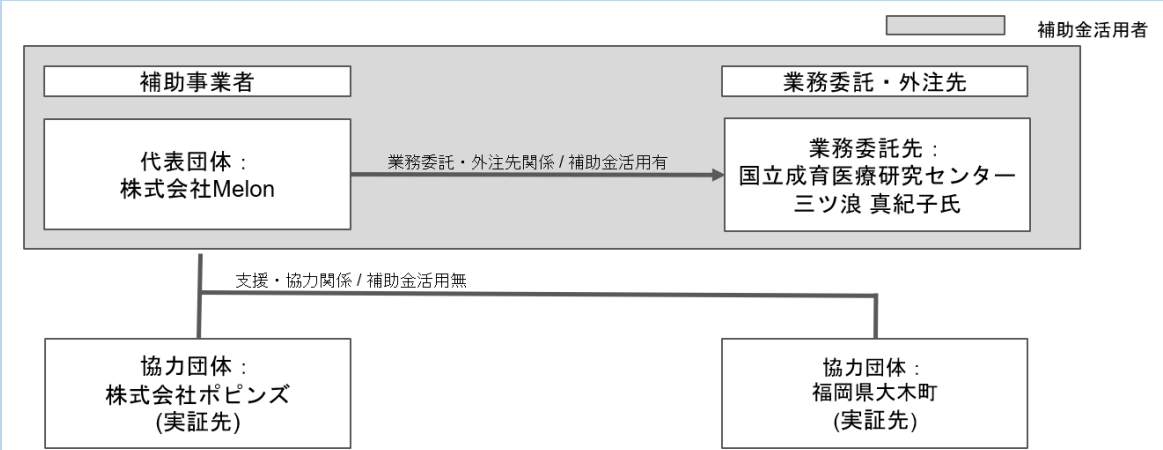 補助金活用者
補助事業者
業務委託・外注先
代表団体：
株式会社Melon
業務委託・外注先関係 / 補助金活用有
業務委託先：
国立成育医療研究センター
三ツ浪 真紀子氏
支援・協力関係 / 補助金活用無
協力団体：
株式会社ポピンズ
(実証先)
協力団体：
福岡県大木町
(実証先)